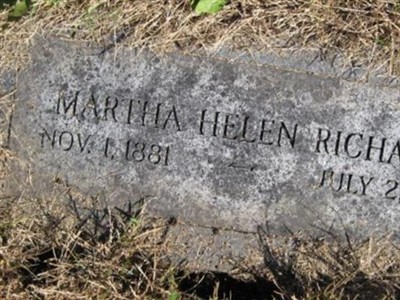 MARTHA HELEN RICHA
NOV. 1, 1881 — JULY 2